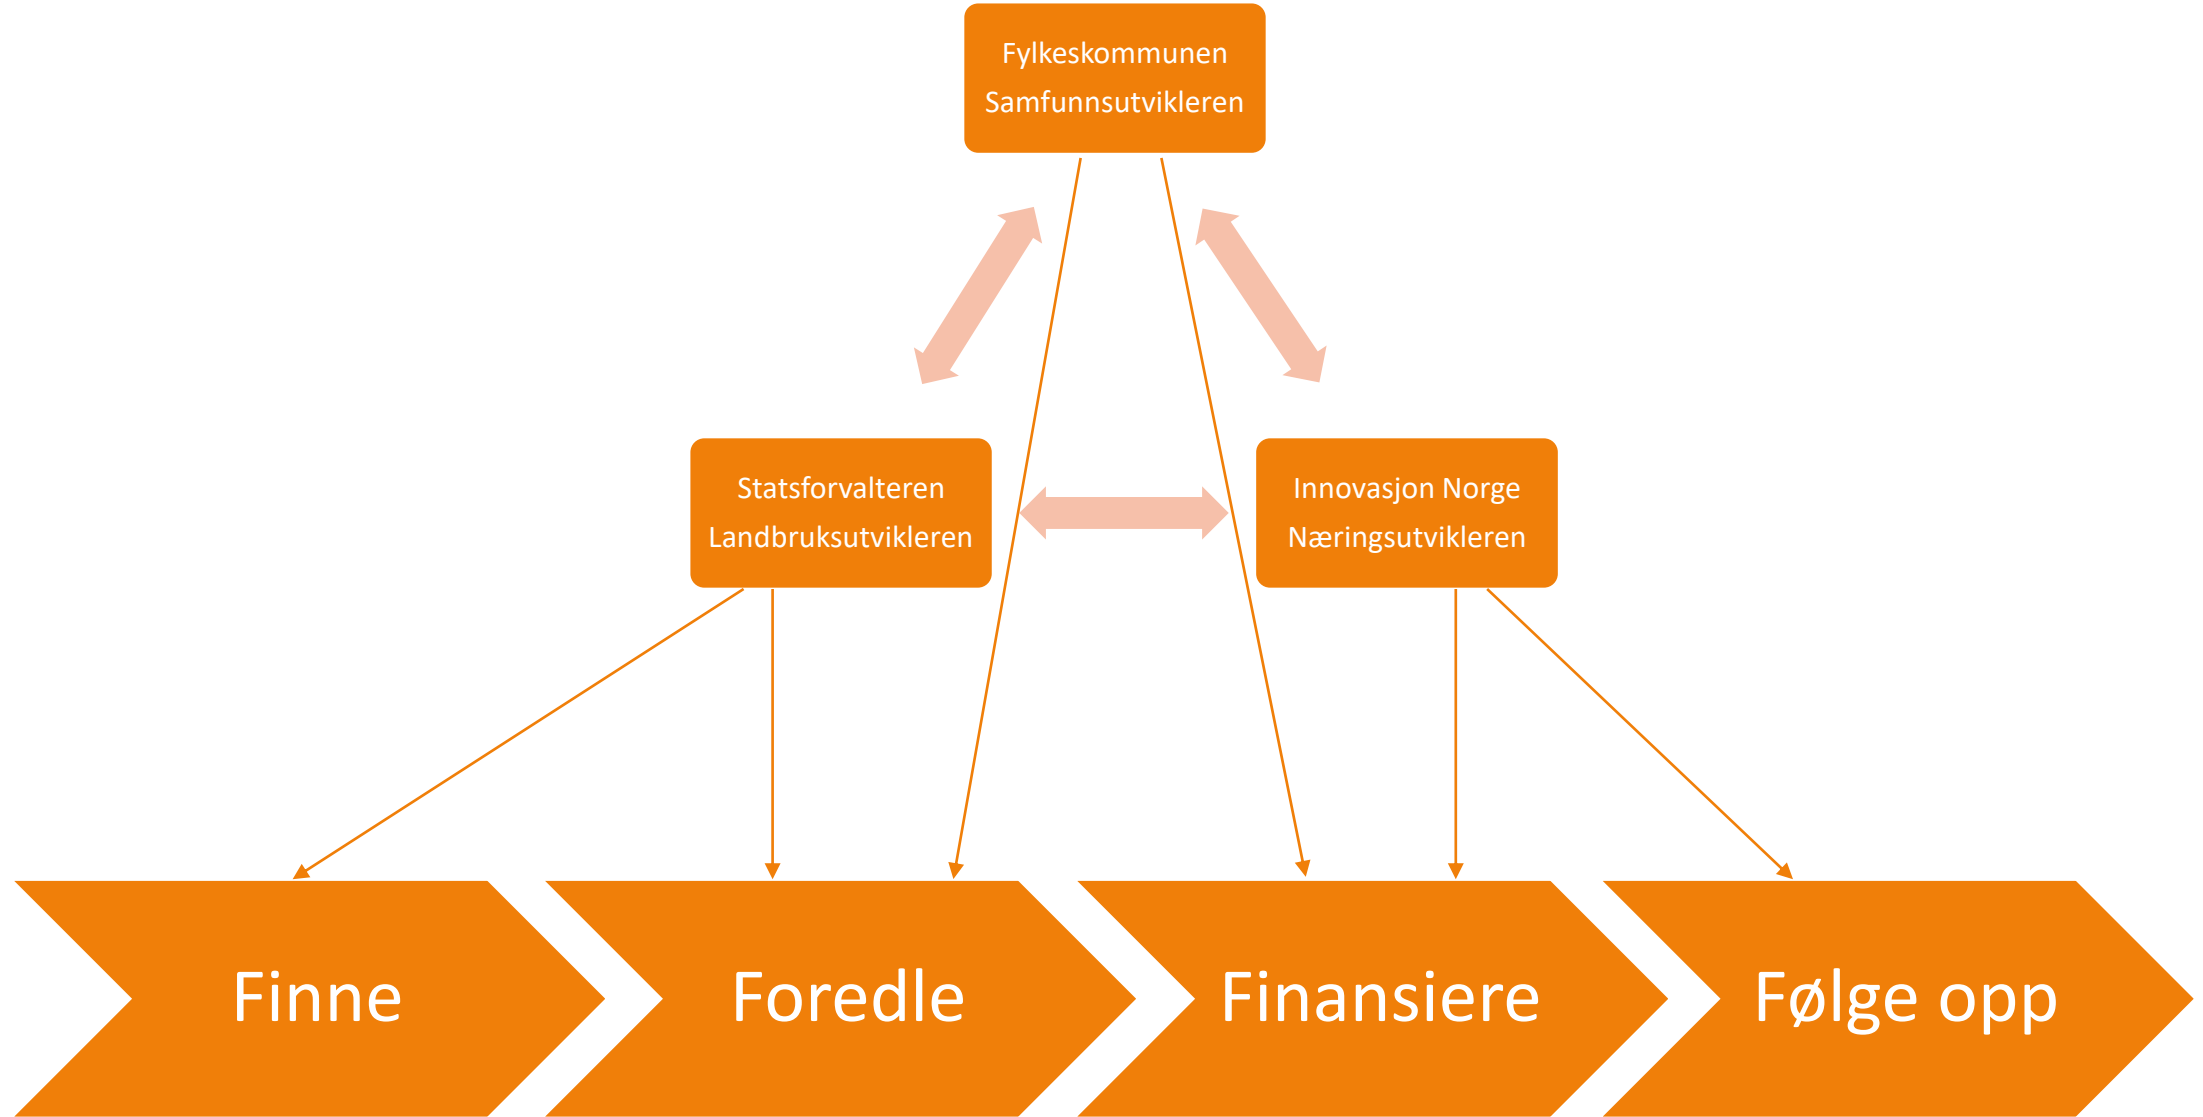 Fylkeskommunen
Samfunnsutvikleren
Statsforvalteren
Landbruksutvikleren
Innovasjon Norge
Næringsutvikleren
Finne
Foredle
Finansiere
Følge opp